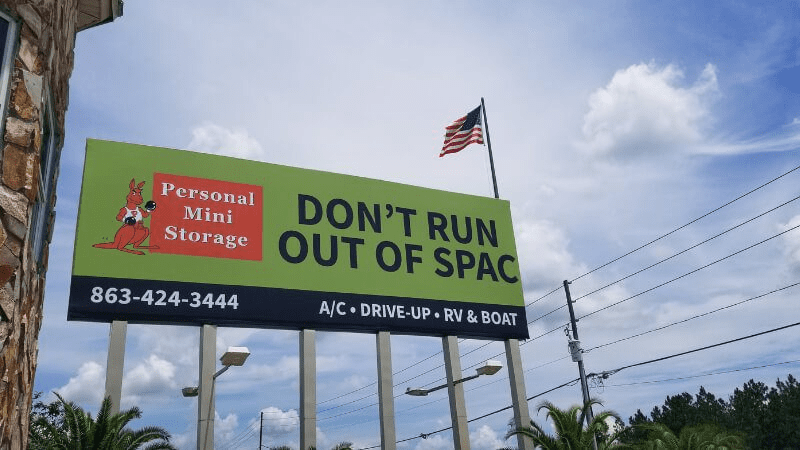 Personal
Mini
Storage
DON'T RUN
OUT OF SPAC
863-424-3444
A/C • DRIVE-UP • RV & BOAT